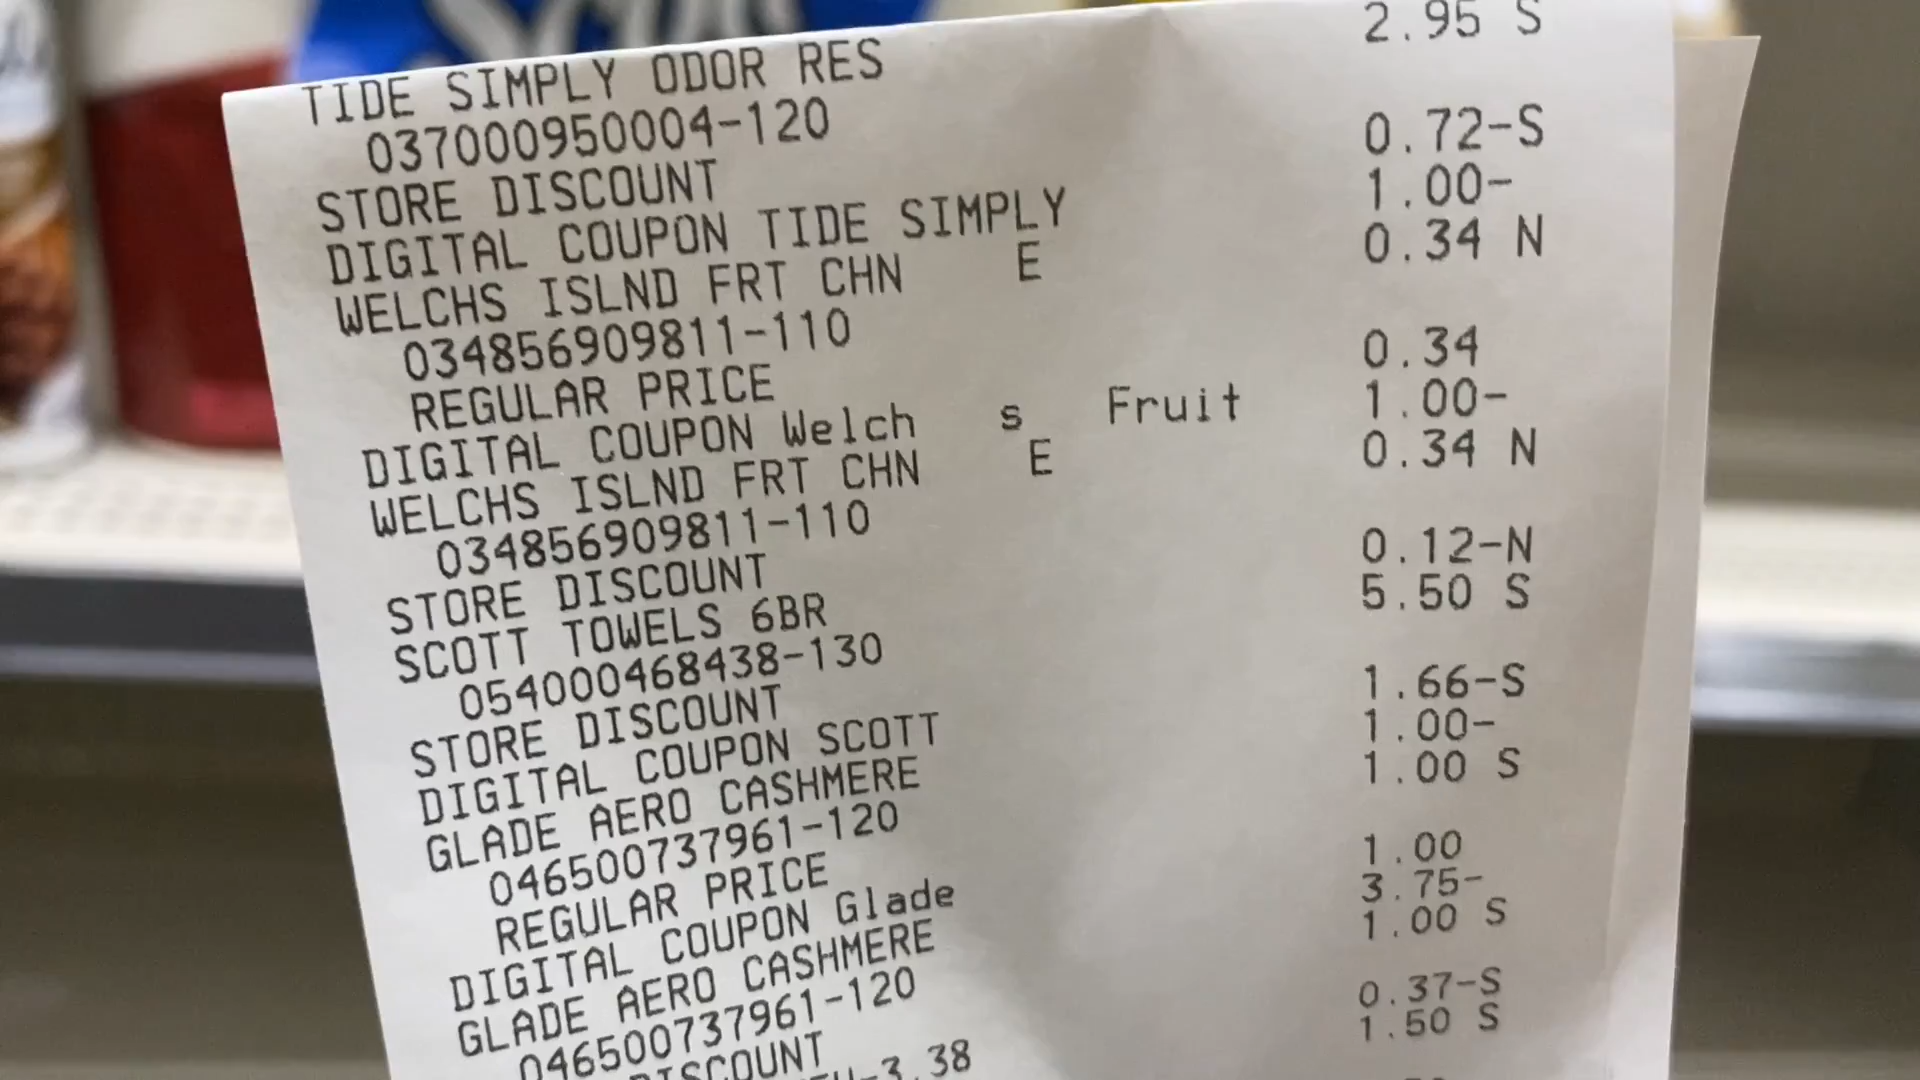 TIDE SIMPLY ODOR RES 2.95 S
037000950004-120
STORE DISCOUNT 0.72-S
DIGITAL COUPON TIDE SIMPLY 1.00-
WELCHS ISLND FRT CHN E 0.34 N
034856909811-110
REGULAR PRICE 0.34
DIGITAL COUPON Welch s Fruit 1.00-
WELCHS ISLND FRT CHN E 0.34 N
034856909811-110
STORE DISCOUNT 0.12-N
SCOTT TOWELS 6BR 5.50 S
054000468438-130
STORE DISCOUNT 1.66-S
DIGITAL COUPON SCOTT 1.00-
GLADE AERO CASHMERE 1.00 S
046500737961-120
REGULAR PRICE 1.00
DIGITAL COUPON Glade 3.75-
GLADE AERO CASHMERE 1.00 S
046500737961-120
DISCOUNT 0.37-S
3.38 1.50 S